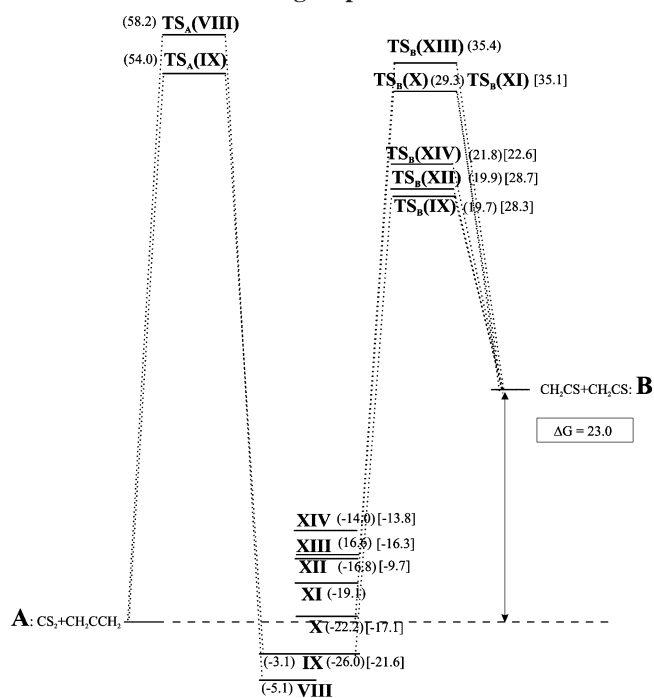 (58.2) TS_A(VIII)
TS_B(XIII) (35.4)
(54.0) TS_A(IX)
TS_B(X) (29.3) TS_B(XI) [35.1]
TS_B(XIV) (21.8) [22.6]
TS_B(XII) (19.9) [28.7]
TS_B(IX) (19.7) [28.3]
CH₂CS+CH₂CS: B
ΔG = 23.0
XIV (-14.0) [-13.8]
XIII (16.6) [-16.3]
XII (-16.8) [-9.7]
XI (-19.1)
A: CS₂+CH₂CCH₂
X (-22.2) [-17.1]
(-3.1) IX (-26.0) [-21.6]
(-5.1) VIII